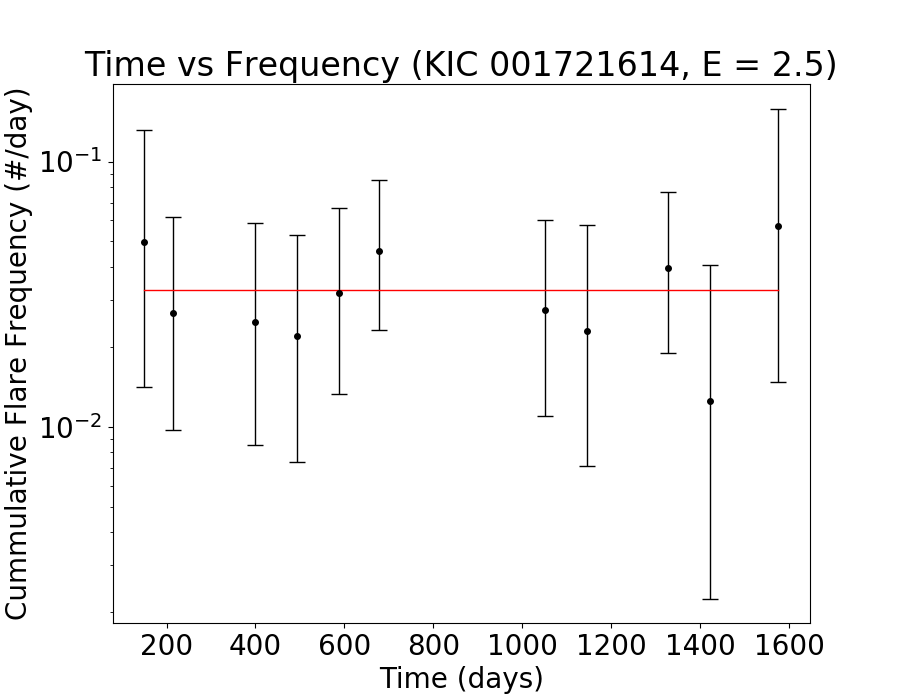 Time vs Frequency (KIC 001721614, E = 2.5)
Cummulative Flare Frequency (#/day)
10⁻¹
10⁻²
200 400 600 800 1000 1200 1400 1600
Time (days)